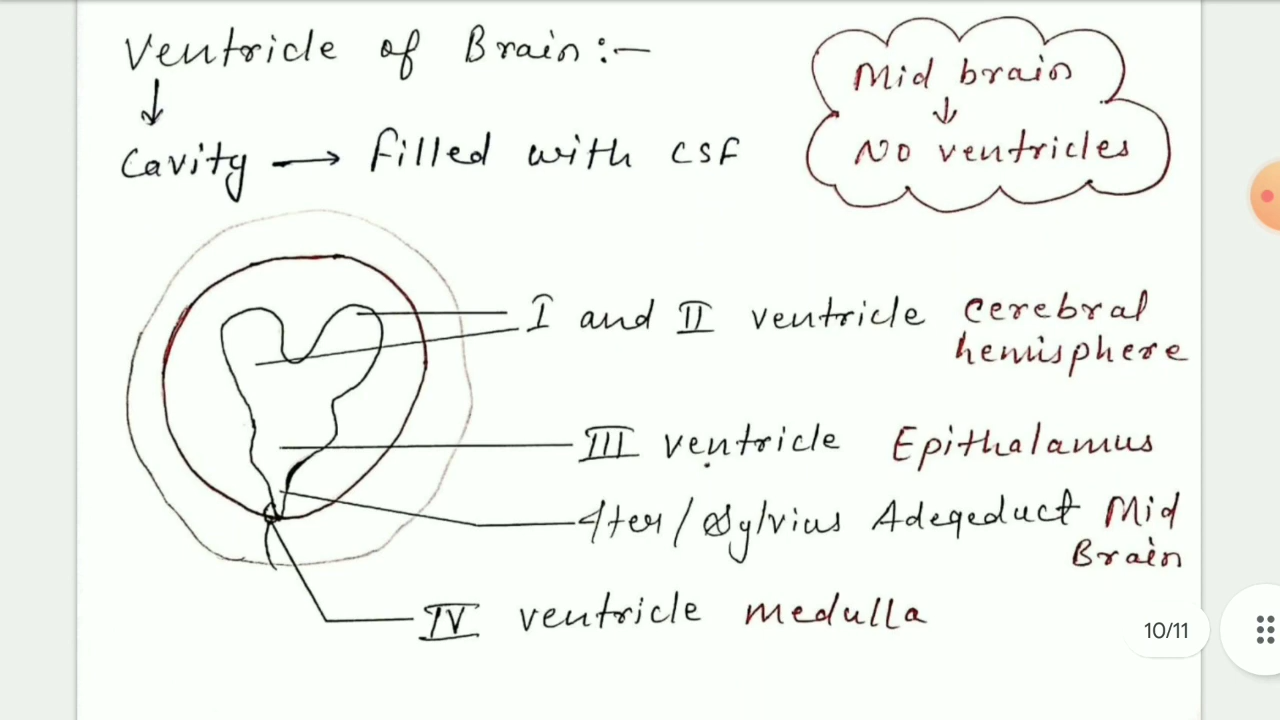 Ventricle of Brain:—
↓
Cavity → filled with CSF
Mid brain
↓
No ventricles
I and II ventricle cerebral
hemisphere
III ventricle Epithalamus
Iter/Sylvius Adeqeduct Mid
Brain
IV ventricle medulla
10/11